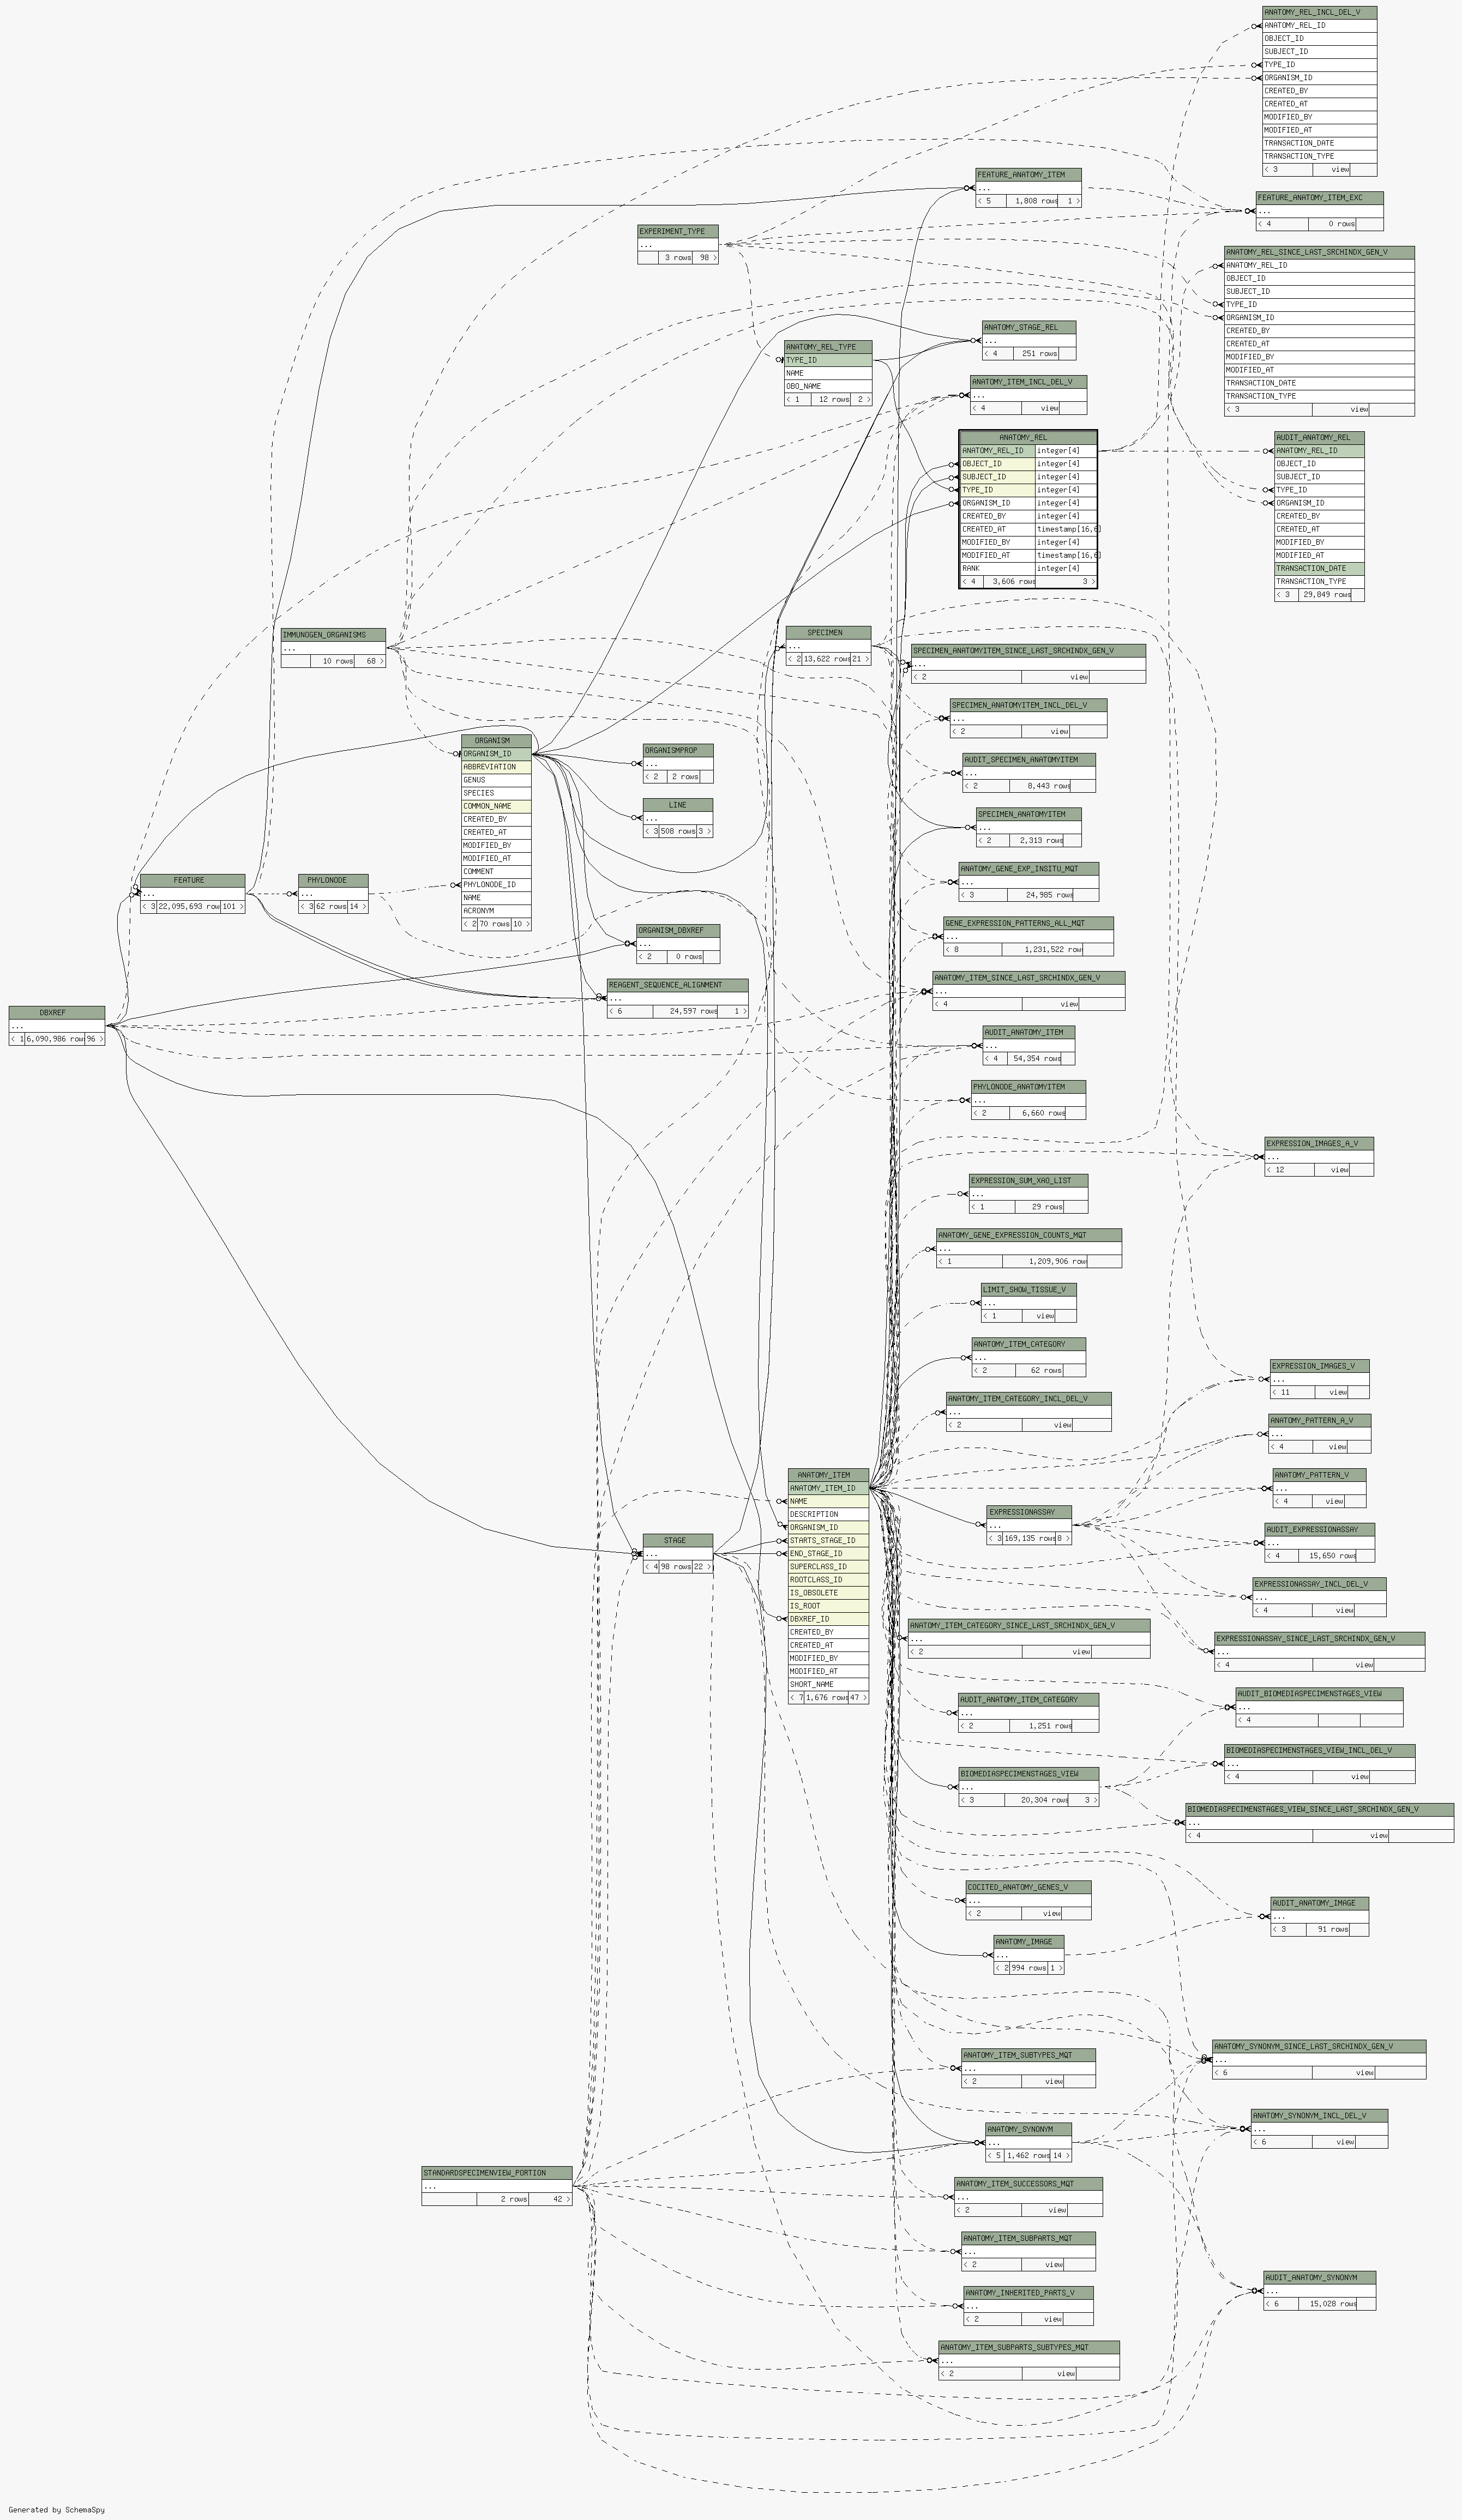 ANATOMY_REL_INCL_DEL_V
ANATOMY_REL_ID
OBJECT_ID
SUBJECT_ID
TYPE_ID
ORGANISM_ID
CREATED_BY
CREATED_AT
MODIFIED_BY
MODIFIED_AT
TRANSACTION_DATE
TRANSACTION_TYPE
< 3 view
FEATURE_ANATOMY_ITEM
...
< 5 1,808 rows 1 >
FEATURE_ANATOMY_ITEM_EXC
...
< 4 0 rows
EXPERIMENT_TYPE
...
3 rows 98 >
ANATOMY_REL_SINCE_LAST_SRCHINDX_GEN_V
ANATOMY_REL_ID
OBJECT_ID
SUBJECT_ID
TYPE_ID
ORGANISM_ID
CREATED_BY
CREATED_AT
MODIFIED_BY
MODIFIED_AT
TRANSACTION_DATE
TRANSACTION_TYPE
< 3 view
ANATOMY_STAGE_REL
...
< 4 251 rows
ANATOMY_REL_TYPE
TYPE_ID
NAME
OBO_NAME
< 1 12 rows 2 >
ANATOMY_ITEM_INCL_DEL_V
...
< 4 view
ANATOMY_REL
ANATOMY_REL_ID integer[4]
OBJECT_ID integer[4]
SUBJECT_ID integer[4]
TYPE_ID integer[4]
ORGANISM_ID integer[4]
CREATED_BY integer[4]
CREATED_AT timestamp[16,6]
MODIFIED_BY integer[4]
MODIFIED_AT timestamp[16,6]
RANK integer[4]
< 4 3,606 rows 3 >
AUDIT_ANATOMY_REL
ANATOMY_REL_ID
OBJECT_ID
SUBJECT_ID
TYPE_ID
ORGANISM_ID
CREATED_BY
CREATED_AT
MODIFIED_BY
MODIFIED_AT
TRANSACTION_DATE
TRANSACTION_TYPE
< 3 29,849 rows
IMMUNOGEN_ORGANISMS
...
10 rows 68 >
SPECIMEN
...
< 2 13,622 rows 21 >
SPECIMEN_ANATOMYITEM_SINCE_LAST_SRCHINDX_GEN_V
...
< 2 view
SPECIMEN_ANATOMYITEM_INCL_DEL_V
...
< 2 view
ORGANISM
ORGANISM_ID
ABBREVIATION
GENUS
SPECIES
COMMON_NAME
CREATED_BY
CREATED_AT
MODIFIED_BY
MODIFIED_AT
COMMENT
PHYLONODE_ID
NAME
ACRONYM
< 2 70 rows 10 >
ORGANISMPROP
...
< 2 2 rows
AUDIT_SPECIMEN_ANATOMYITEM
...
< 2 8,443 rows
LINE
...
< 3 508 rows 3 >
SPECIMEN_ANATOMYITEM
...
< 2 2,313 rows
ANATOMY_GENE_EXP_INSITU_MQT
...
< 3 24,985 rows
FEATURE
...
< 3 22,095,693 row 101 >
PHYLONODE
...
< 3 62 rows 14 >
GENE_EXPRESSION_PATTERNS_ALL_MQT
...
< 8 1,231,522 row
ORGANISM_DBXREF
...
< 2 0 rows
ANATOMY_ITEM_SINCE_LAST_SRCHINDX_GEN_V
...
< 4 view
REAGENT_SEQUENCE_ALIGNMENT
...
< 6 24,597 rows 1 >
DBXREF
...
< 1 6,090,986 row 96 >
AUDIT_ANATOMY_ITEM
...
< 4 54,354 rows
PHYLONODE_ANATOMYITEM
...
< 2 6,660 rows
EXPRESSION_IMAGES_A_V
...
< 12 view
EXPRESSION_SUM_XAO_LIST
...
< 1 29 rows
ANATOMY_GENE_EXPRESSION_COUNTS_MQT
...
< 1 1,209,906 row
LIMIT_SHOW_TISSUE_V
...
< 1 view
ANATOMY_ITEM_CATEGORY
...
< 2 62 rows
EXPRESSION_IMAGES_V
...
< 11 view
ANATOMY_ITEM_CATEGORY_INCL_DEL_V
...
< 2 view
ANATOMY_PATTERN_A_V
...
< 4 view
ANATOMY_ITEM
ANATOMY_ITEM_ID
NAME
DESCRIPTION
ORGANISM_ID
STARTS_STAGE_ID
END_STAGE_ID
SUPERCLASS_ID
ROOTCLASS_ID
IS_OBSOLETE
IS_ROOT
DBXREF_ID
CREATED_BY
CREATED_AT
MODIFIED_BY
MODIFIED_AT
SHORT_NAME
< 7 1,676 rows 47 >
ANATOMY_PATTERN_V
...
< 4 view
EXPRESSIONASSAY
...
< 3 169,135 rows 8 >
AUDIT_EXPRESSIONASSAY
...
< 4 15,650 rows
STAGE
...
< 4 98 rows 22 >
EXPRESSIONASSAY_INCL_DEL_V
...
< 4 view
ANATOMY_ITEM_CATEGORY_SINCE_LAST_SRCHINDX_GEN_V
...
< 2 view
EXPRESSIONASSAY_SINCE_LAST_SRCHINDX_GEN_V
...
< 4 view
AUDIT_ANATOMY_ITEM_CATEGORY
...
< 2 1,251 rows
AUDIT_BIOMEDIASPECIMENSTAGES_VIEW
...
< 4
BIOMEDIASPECIMENSTAGES_VIEW_INCL_DEL_V
...
< 4 view
BIOMEDIASPECIMENSTAGES_VIEW
...
< 3 20,304 rows 3 >
BIOMEDIASPECIMENSTAGES_VIEW_SINCE_LAST_SRCHINDX_GEN_V
...
< 4 view
COCITED_ANATOMY_GENES_V
...
< 2 view
AUDIT_ANATOMY_IMAGE
...
< 3 91 rows
ANATOMY_IMAGE
...
< 2 994 rows 1 >
ANATOMY_SYNONYM_SINCE_LAST_SRCHINDX_GEN_V
...
< 6 view
ANATOMY_ITEM_SUBTYPES_MQT
...
< 2 view
ANATOMY_SYNONYM_INCL_DEL_V
...
< 6 view
ANATOMY_SYNONYM
...
< 5 1,462 rows 14 >
STANDARDSPECIMENVIEW_PORTION
...
2 rows 42 >
ANATOMY_ITEM_SUCCESSORS_MQT
...
< 2 view
ANATOMY_ITEM_SUBPARTS_MQT
...
< 2 view
AUDIT_ANATOMY_SYNONYM
...
< 6 15,028 rows
ANATOMY_INHERITED_PARTS_V
...
< 2 view
ANATOMY_ITEM_SUBPARTS_SUBTYPES_MQT
...
< 2 view
Generated by SchemaSpy